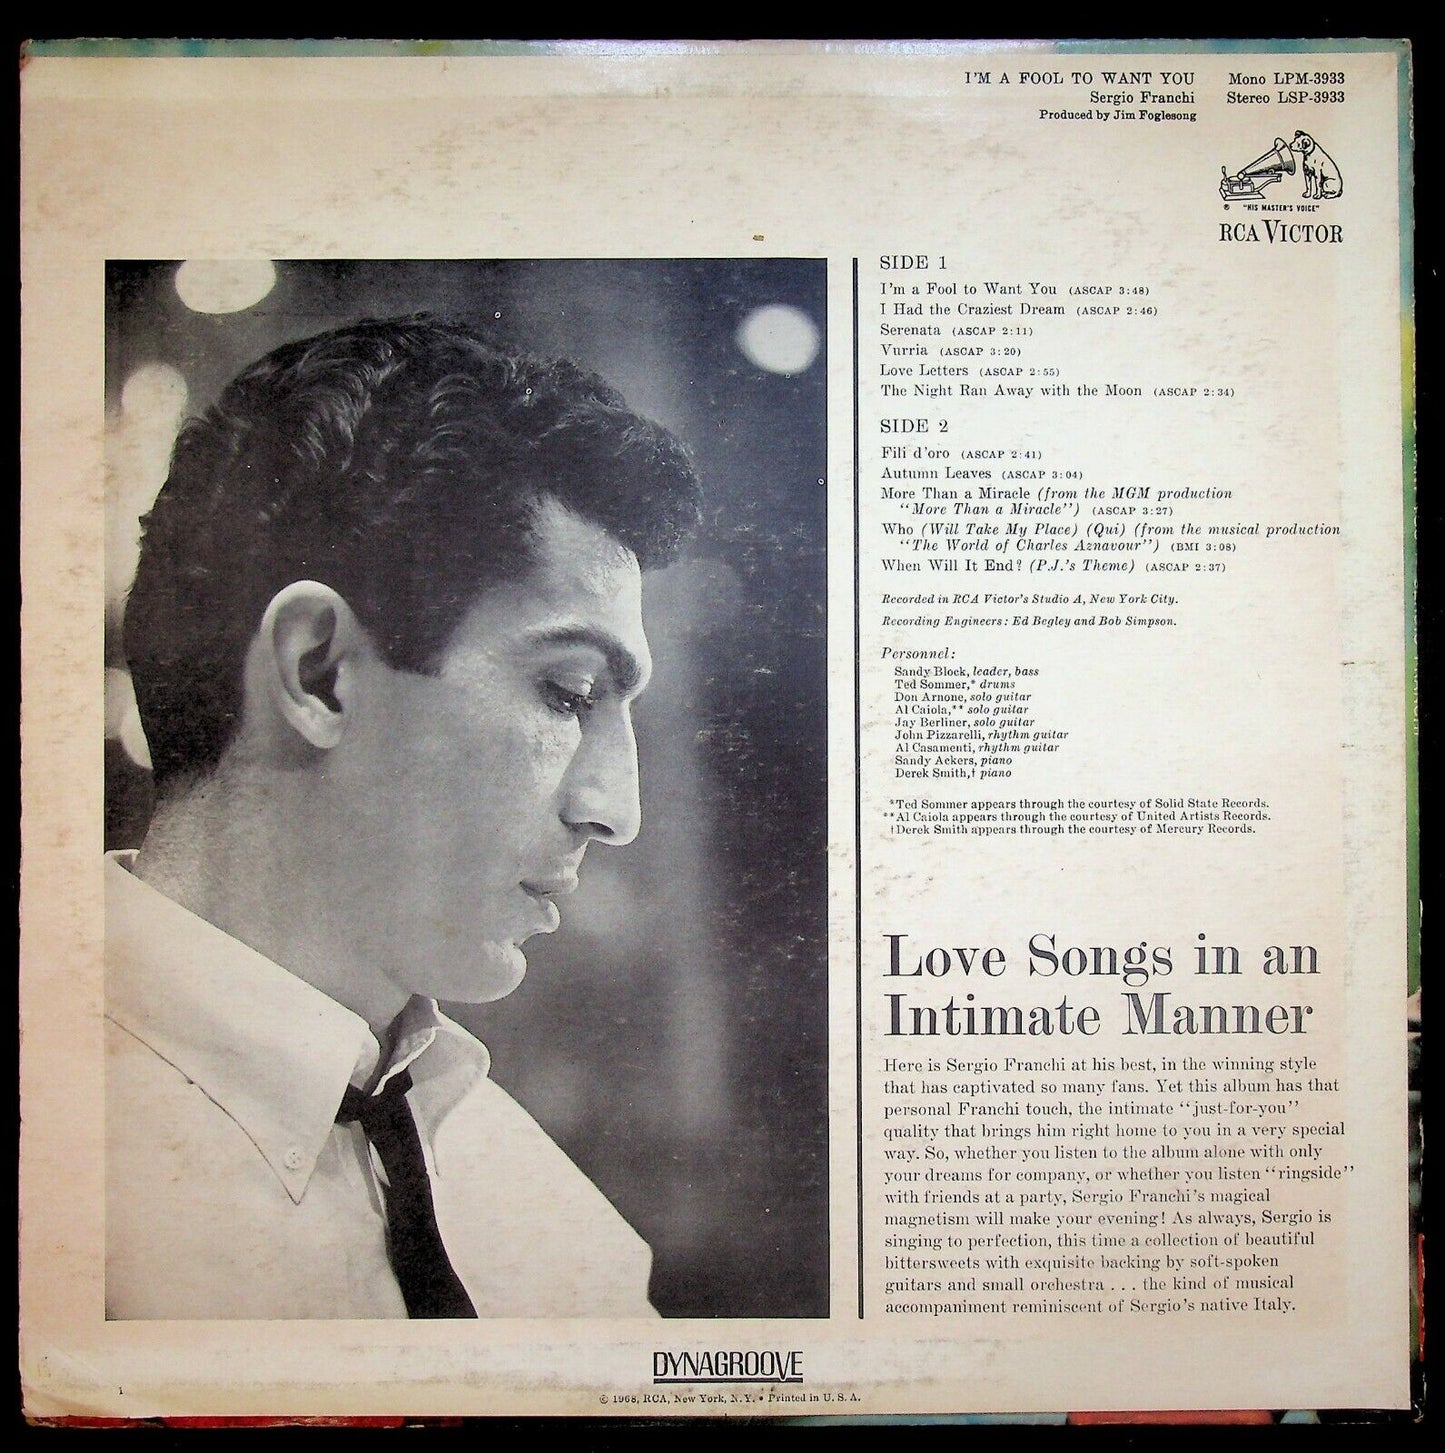 I'M A FOOL TO WANT YOU Mono LPM-3933
Sergio Franchi Stereo LSP-3933
Produced by Jim Foglesong
® "HIS MASTER'S VOICE"
RCA VICTOR
SIDE 1
I'm a Fool to Want You (ASCAP 3:48)
I Had the Craziest Dream (ASCAP 2:46)
Serenata (ASCAP 2:11)
Vurria (ASCAP 3:20)
Love Letters (ASCAP 2:55)
The Night Ran Away with the Moon (ASCAP 2:34)
SIDE 2
Fili d'oro (ASCAP 2:41)
Autumn Leaves (ASCAP 3:04)
More Than a Miracle (from the MGM production
"More Than a Miracle") (ASCAP 3:27)
Who (Will Take My Place) (Qui) (from the musical production
"The World of Charles Aznavour") (BMI 3:08)
When Will It End? (P.J.'s Theme) (ASCAP 2:37)
Recorded in RCA Victor's Studio A, New York City.
Recording Engineers: Ed Begley and Bob Simpson.
Personnel:
Sandy Block, leader, bass
Ted Sommer,* drums
Don Arnone, solo guitar
Al Caiola,** solo guitar
Jay Berliner, solo guitar
John Pizzarelli, rhythm guitar
Al Casamenti, rhythm guitar
Sandy Ackers, piano
Derek Smith,† piano
*Ted Sommer appears through the courtesy of Solid State Records.
**Al Caiola appears through the courtesy of United Artists Records.
†Derek Smith appears through the courtesy of Mercury Records.
Love Songs in an
Intimate Manner
Here is Sergio Franchi at his best, in the winning style
that has captivated so many fans. Yet this album has that
personal Franchi touch, the intimate "just-for-you"
quality that brings him right home to you in a very special
way. So, whether you listen to the album alone with only
your dreams for company, or whether you listen "ringside"
with friends at a party, Sergio Franchi's magical
magnetism will make your evening! As always, Sergio is
singing to perfection, this time a collection of beautiful
bittersweets with exquisite backing by soft-spoken
guitars and small orchestra . . . the kind of musical
accompaniment reminiscent of Sergio's native Italy.
DYNAGROOVE
1
© 1968, RCA, New York, N.Y. • Printed in U.S.A.